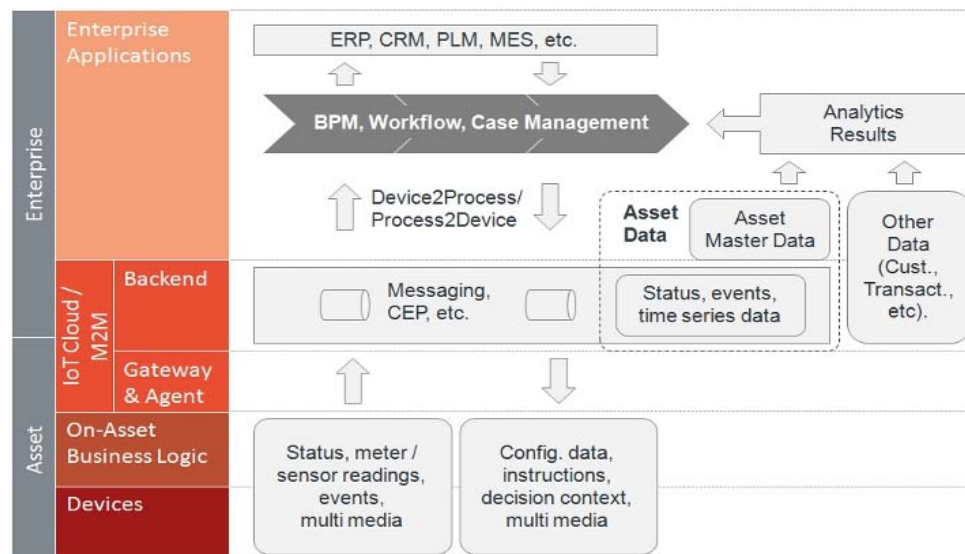 Enterprise
Asset
Enterprise
Applications
IoT Cloud /
M2M
Backend
Gateway
& Agent
On-Asset
Business Logic
Devices
ERP, CRM, PLM, MES, etc.
BPM, Workflow, Case Management
Analytics
Results
Device2Process/
Process2Device
Asset
Data
Asset
Master Data
Other
Data
(Cust.,
Transact.,
etc).
Messaging,
CEP, etc.
Status, events,
time series data
Status, meter /
sensor readings,
events,
multi media
Config. data,
instructions,
decision context,
multi media